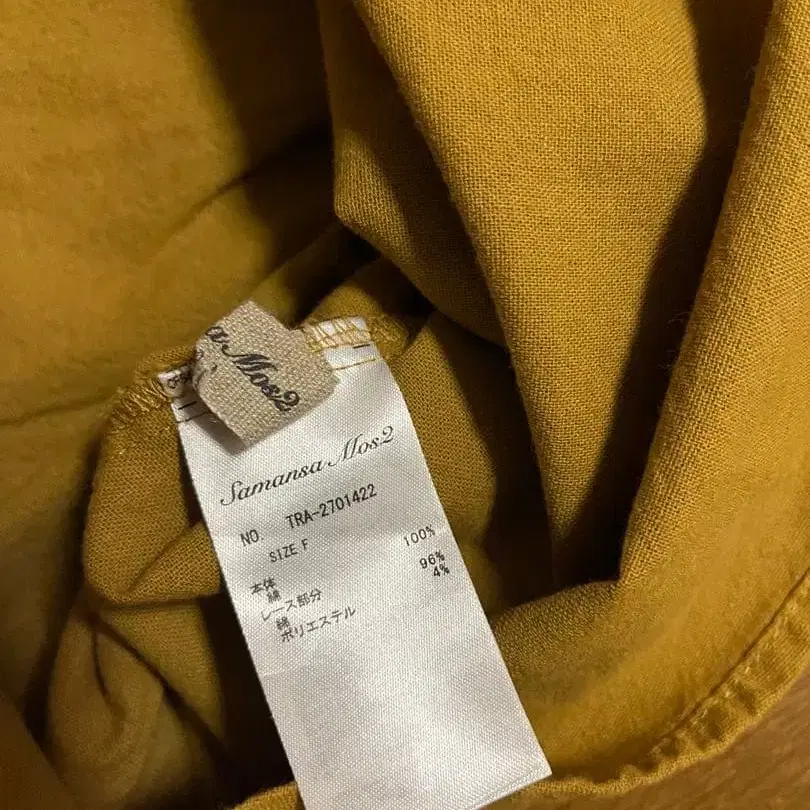 a Mos2
Samansa Mos2
NO. TRA-2701422
SIZE F
本体
綿 100%
レース部分
綿 96%
ポリエステル 4%